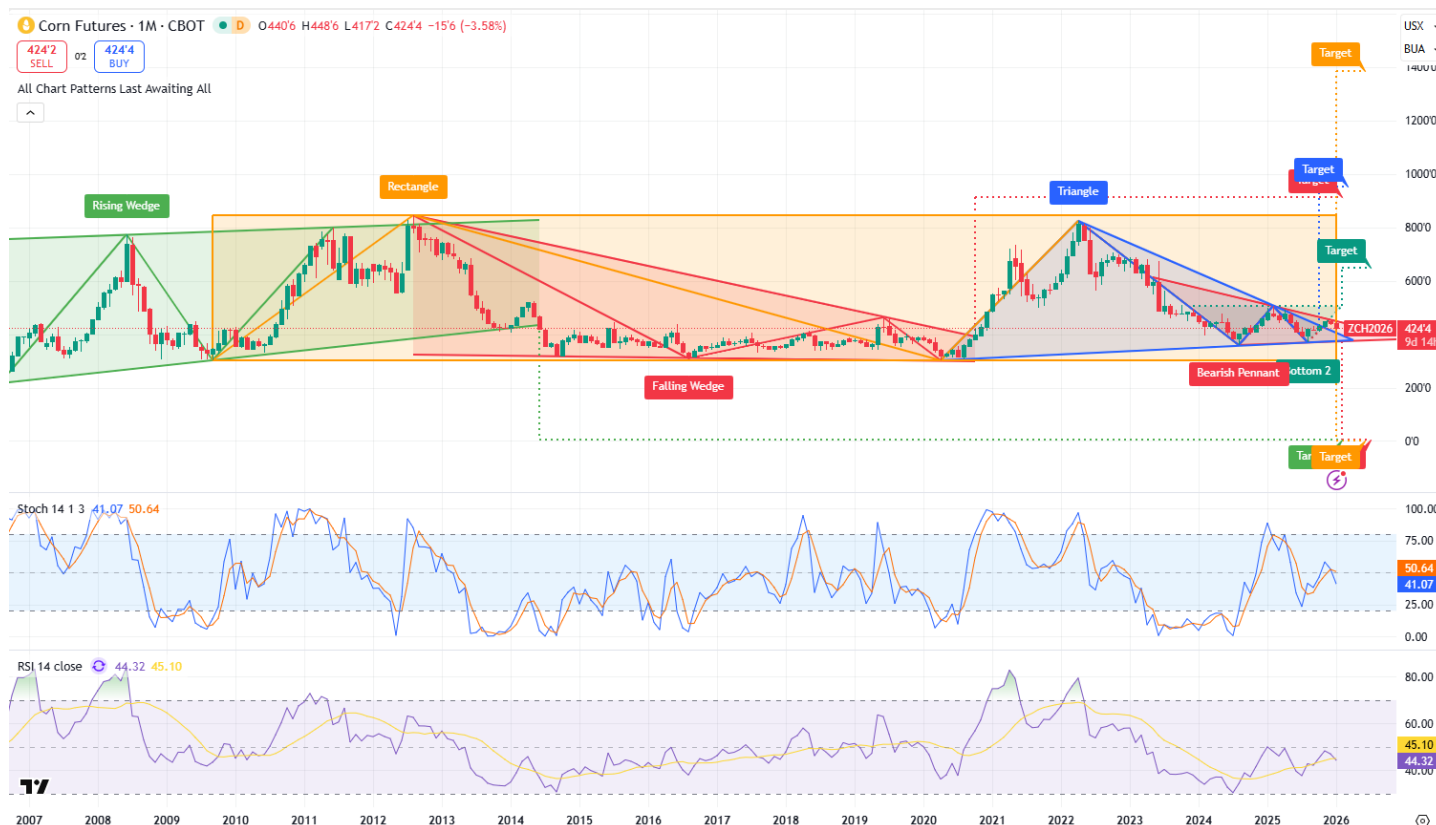 Corn Futures · 1M · CBOT D O440'6 H448'6 L417'2 C424'4 −15'6 (−3.58%)
USX
424'2
SELL
0'2
424'4
BUY
BUA
All Chart Patterns Last Awaiting All
Target
1400'0
1200'0
1000'0
Target
Target
Triangle
Rectangle
Rising Wedge
800'0
Target
600'0
ZCH2026 424'4
9d 14h
Falling Wedge
Bearish Pennant
ottom 2
200'0
0'0
Tar
Target
Stoch 14 1 3 41.07 50.64
100.00
75.00
50.64
41.07
25.00
0.00
RSI 14 close 44.32 45.10
80.00
60.00
45.10
44.32
40.00
TV
2007 2008 2009 2010 2011 2012 2013 2014 2015 2016 2017 2018 2019 2020 2021 2022 2023 2024 2025 2026